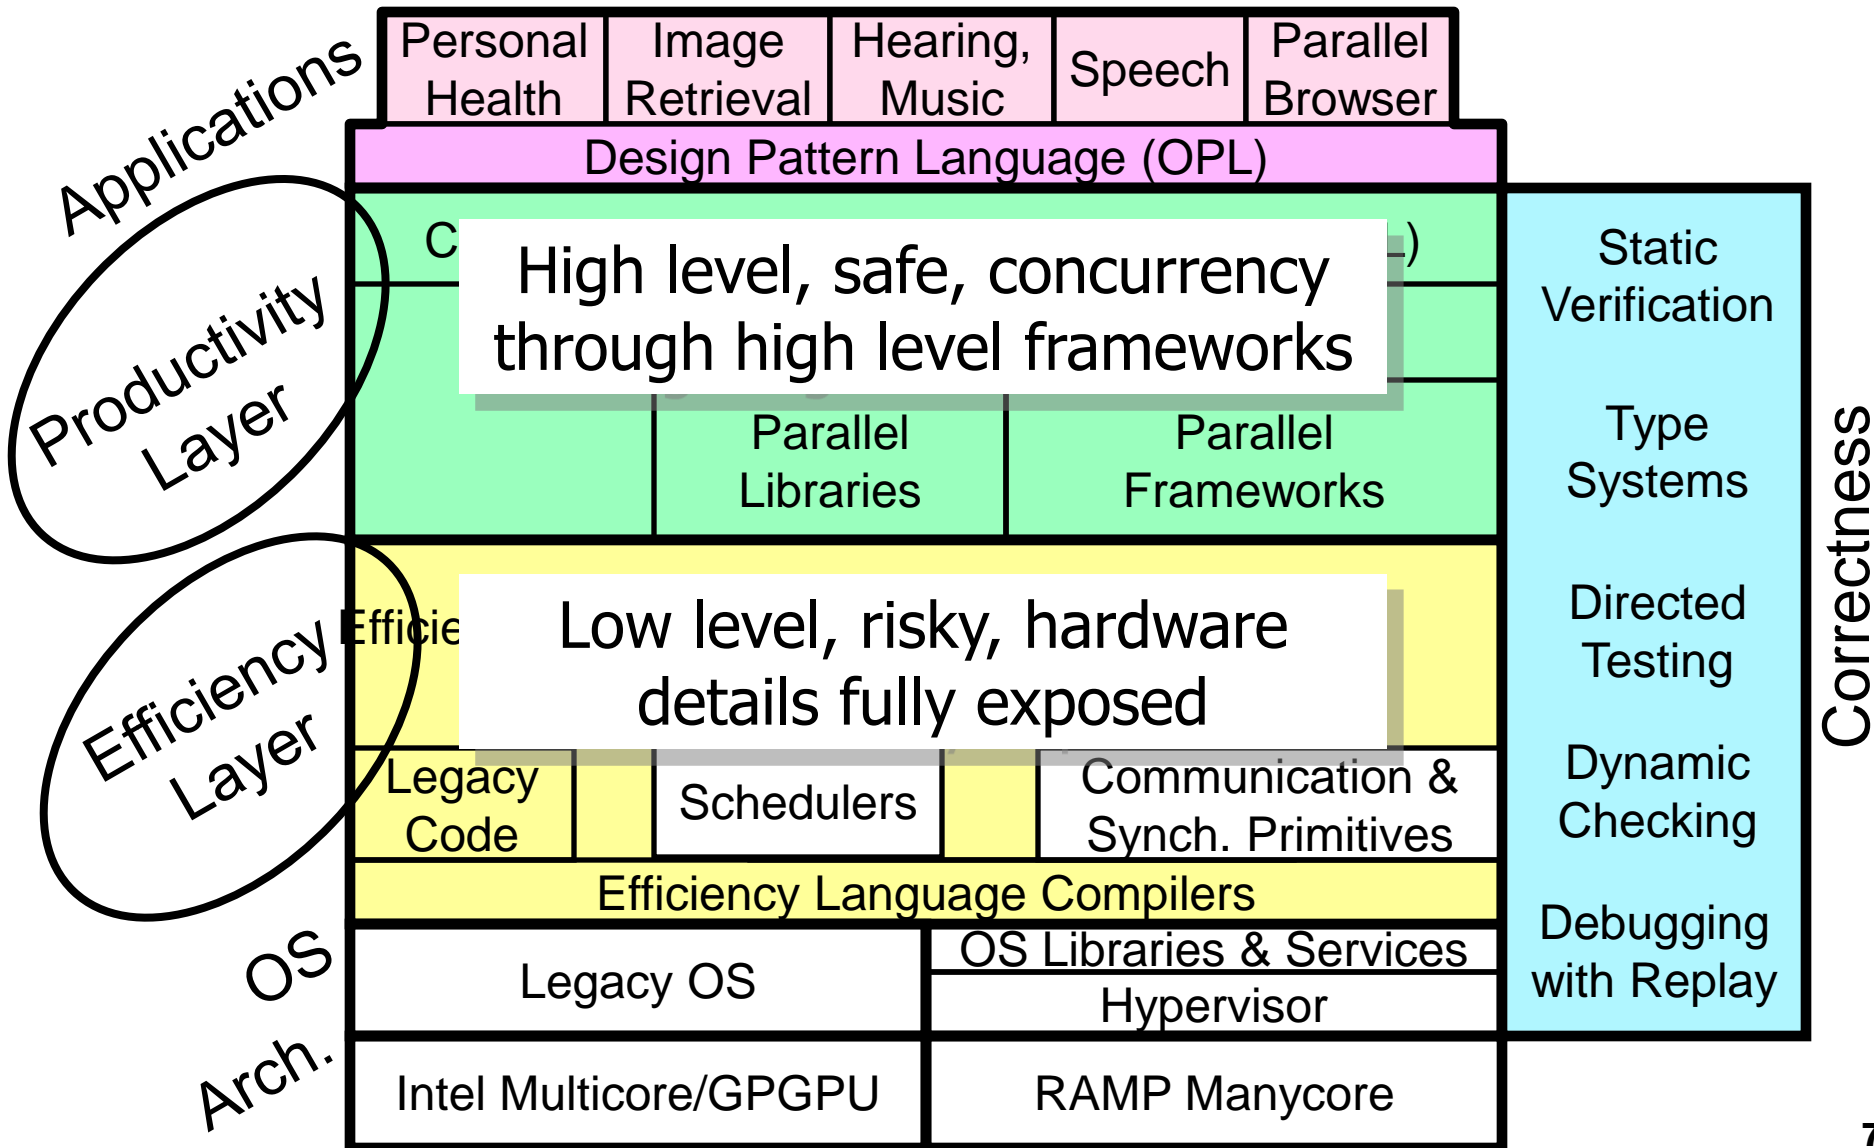 Applications
Personal
Health
Image
Retrieval
Hearing,
Music
Speech
Parallel
Browser
Design Pattern Language (OPL)
Productivity
Layer
High level, safe, concurrency
through high level frameworks
Parallel
Libraries
Parallel
Frameworks
Efficiency
Layer
Low level, risky, hardware
details fully exposed
Legacy
Code
Schedulers
Communication &
Synch. Primitives
Efficiency Language Compilers
OS
Legacy OS
OS Libraries & Services
Hypervisor
Arch.
Intel Multicore/GPGPU
RAMP Manycore
Static
Verification
Type
Systems
Directed
Testing
Dynamic
Checking
Debugging
with Replay
Correctness